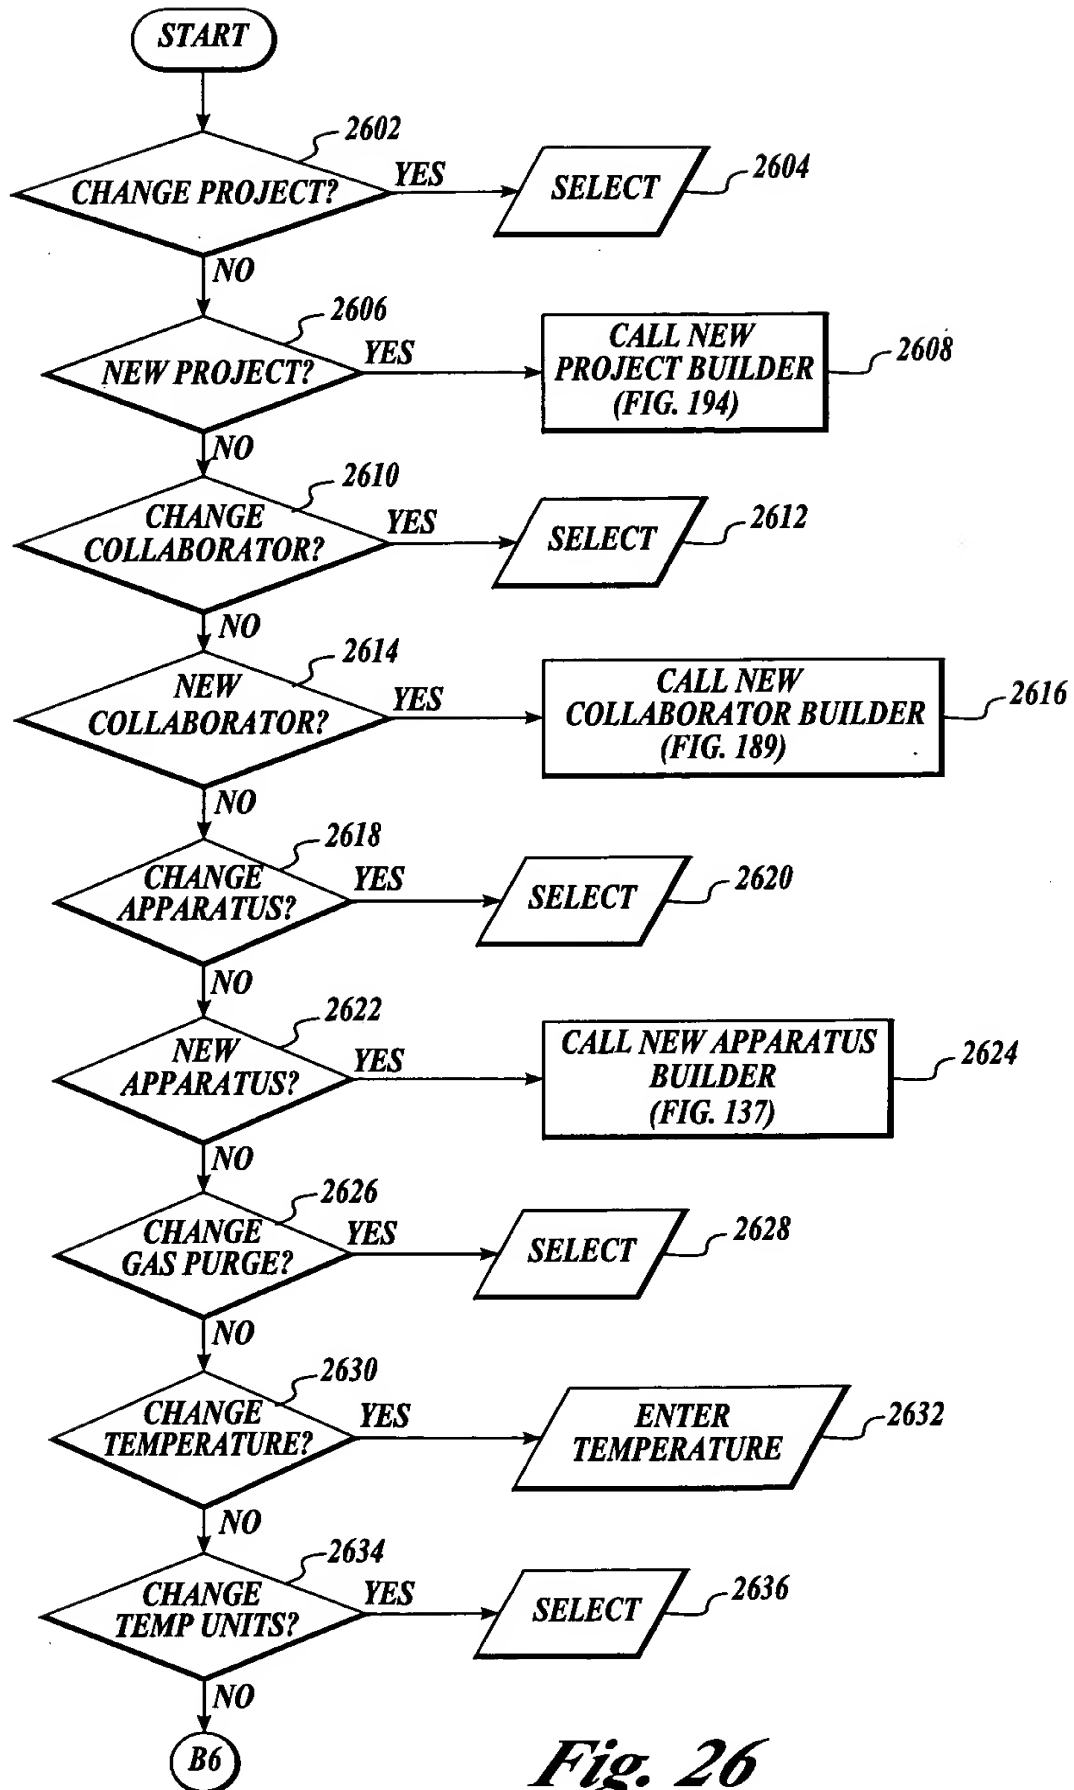 START
2602
CHANGE PROJECT?
YES
SELECT
2604
NO
2606
NEW PROJECT?
YES
CALL NEW
PROJECT BUILDER
(FIG. 194)
2608
NO
2610
CHANGE
COLLABORATOR?
YES
SELECT
2612
NO
2614
NEW
COLLABORATOR?
YES
CALL NEW
COLLABORATOR BUILDER
(FIG. 189)
2616
NO
2618
CHANGE
APPARATUS?
YES
SELECT
2620
NO
2622
NEW
APPARATUS?
YES
CALL NEW APPARATUS
BUILDER
(FIG. 137)
2624
NO
2626
CHANGE
GAS PURGE?
YES
SELECT
2628
NO
2630
CHANGE
TEMPERATURE?
YES
ENTER
TEMPERATURE
2632
NO
2634
CHANGE
TEMP UNITS?
YES
SELECT
2636
NO
B6
Fig. 26